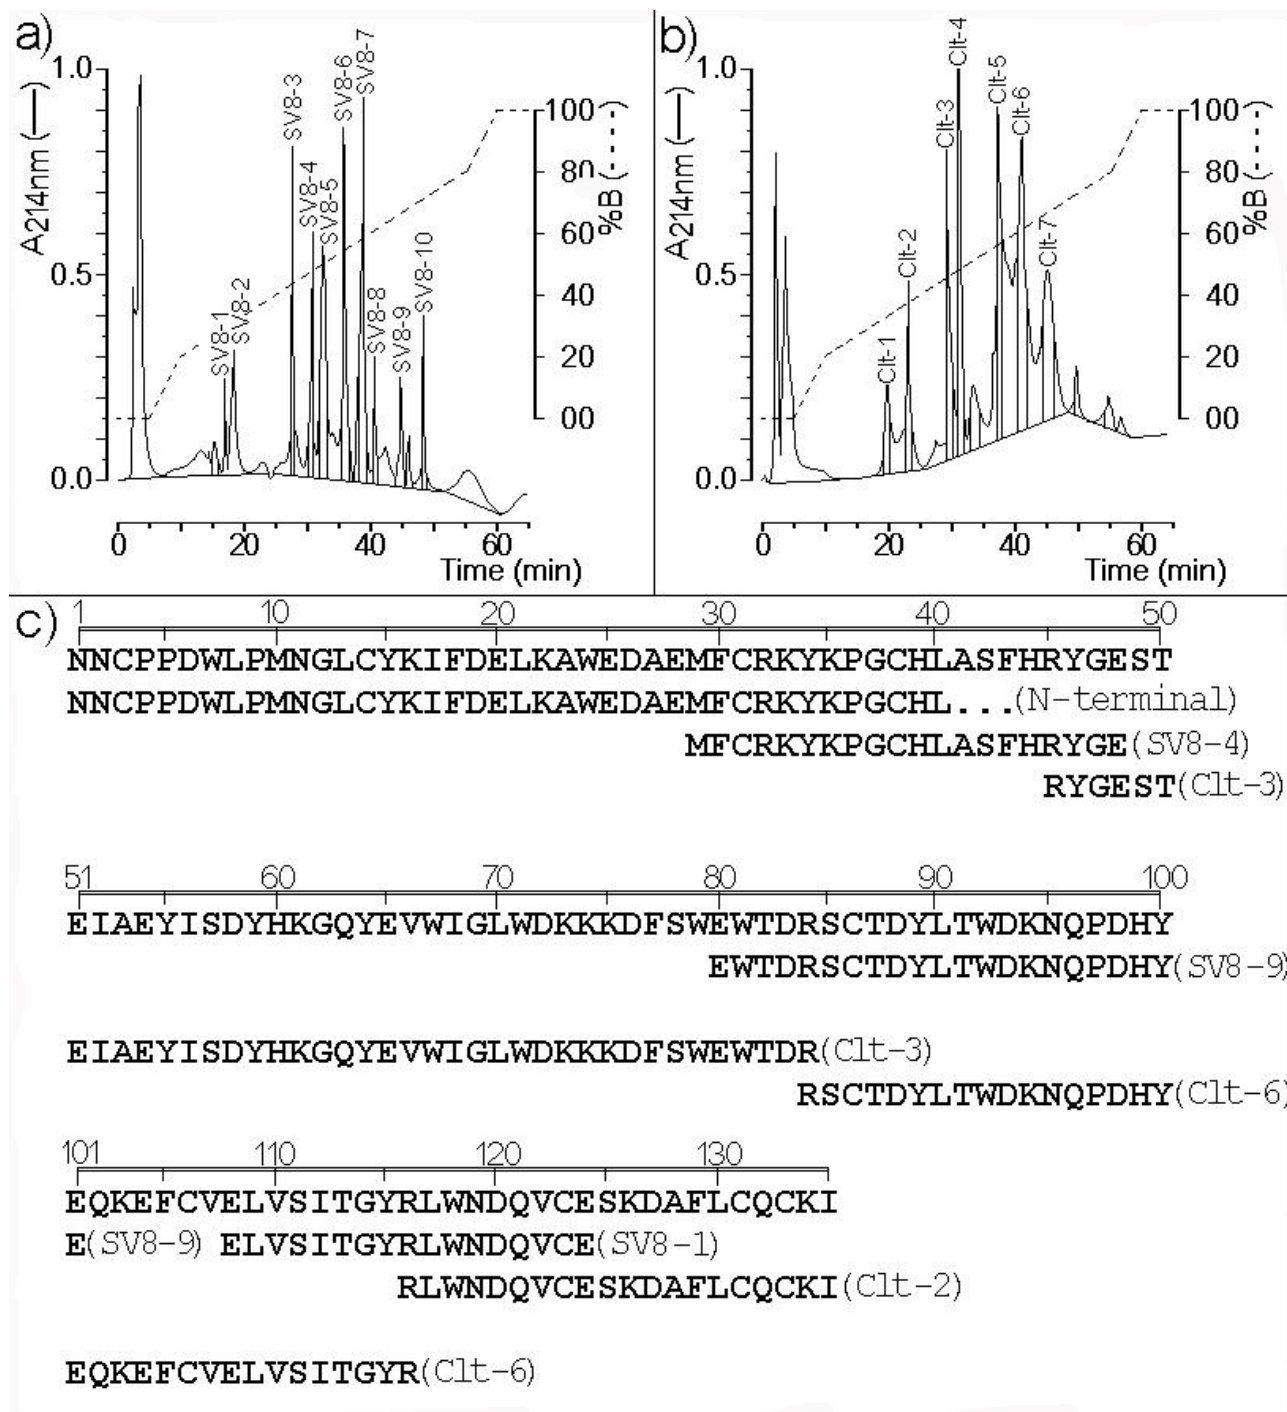 a)
A214nm (—)
1.0
0.5
0.0
SV8-1
SV8-2
SV8-3
SV8-4
SV8-5
SV8-6
SV8-7
SV8-8
SV8-9
SV8-10
100
80
60
40
20
00
%B (----)
0 20 40 60
Time (min)
b)
A214nm (—)
1.0
0.5
0.0
Clt-1
Clt-2
Clt-3
Clt-4
Clt-5
Clt-6
Clt-7
100
80
60
40
20
00
%B (----)
0 20 40 60
Time (min)
c)
1 10 20 30 40 50
NNCPPDWLPMNGLCYKIFDELKAWEDAEMFCRKYKPGCHLASFHRYGEST
NNCPPDWLPMNGLCYKIFDELKAWEDAEMFCRKYKPGCHL...(N-terminal)
MFCRKYKPGCHLASFHRYGE(SV8-4)
RYGEST(Clt-3)
51 60 70 80 90 100
EIAEYISDYHKGQYEVWIGLWDKKKDFSWEWTDRSCTDYLTWDKNQPDHY
EWTDRSCTDYLTWDKNQPDHY(SV8-9)
EIAEYISDYHKGQYEVWIGLWDKKKDFSWEWTDR(Clt-3)
RSCTDYLTWDKNQPDHY(Clt-6)
101 110 120 130
EQKEFCVELVSITGYRLWNDQVCESKDAFLCQCKI
E(SV8-9) ELVSITGYRLWNDQVCE(SV8-1)
RLWNDQVCESKDAFLCQCKI(Clt-2)
EQKEFCVELVSITGYR(Clt-6)